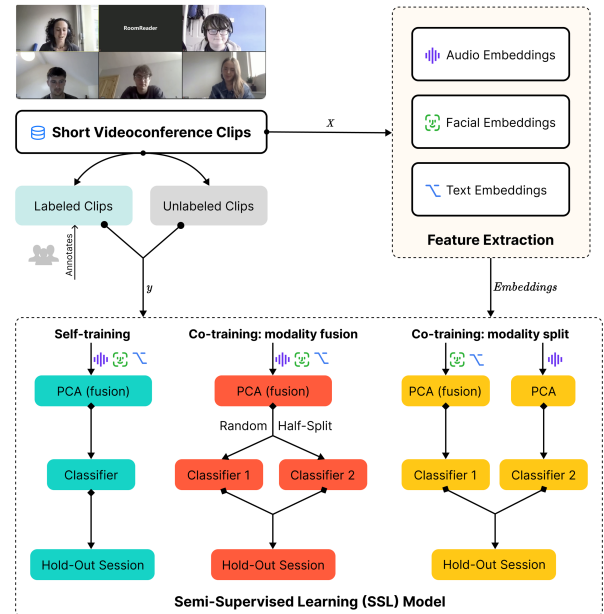 RoomReader
Short Videoconference Clips
X
Audio Embeddings
Facial Embeddings
Text Embeddings
Feature Extraction
Labeled Clips
Unlabeled Clips
Annotates
y
Embeddings
Self-training
Co-training: modality fusion
Co-training: modality split
PCA (fusion)
PCA (fusion)
PCA (fusion)
PCA
Random
Half-Split
Classifier
Classifier 1
Classifier 2
Classifier 1
Classifier 2
Hold-Out Session
Hold-Out Session
Hold-Out Session
Semi-Supervised Learning (SSL) Model